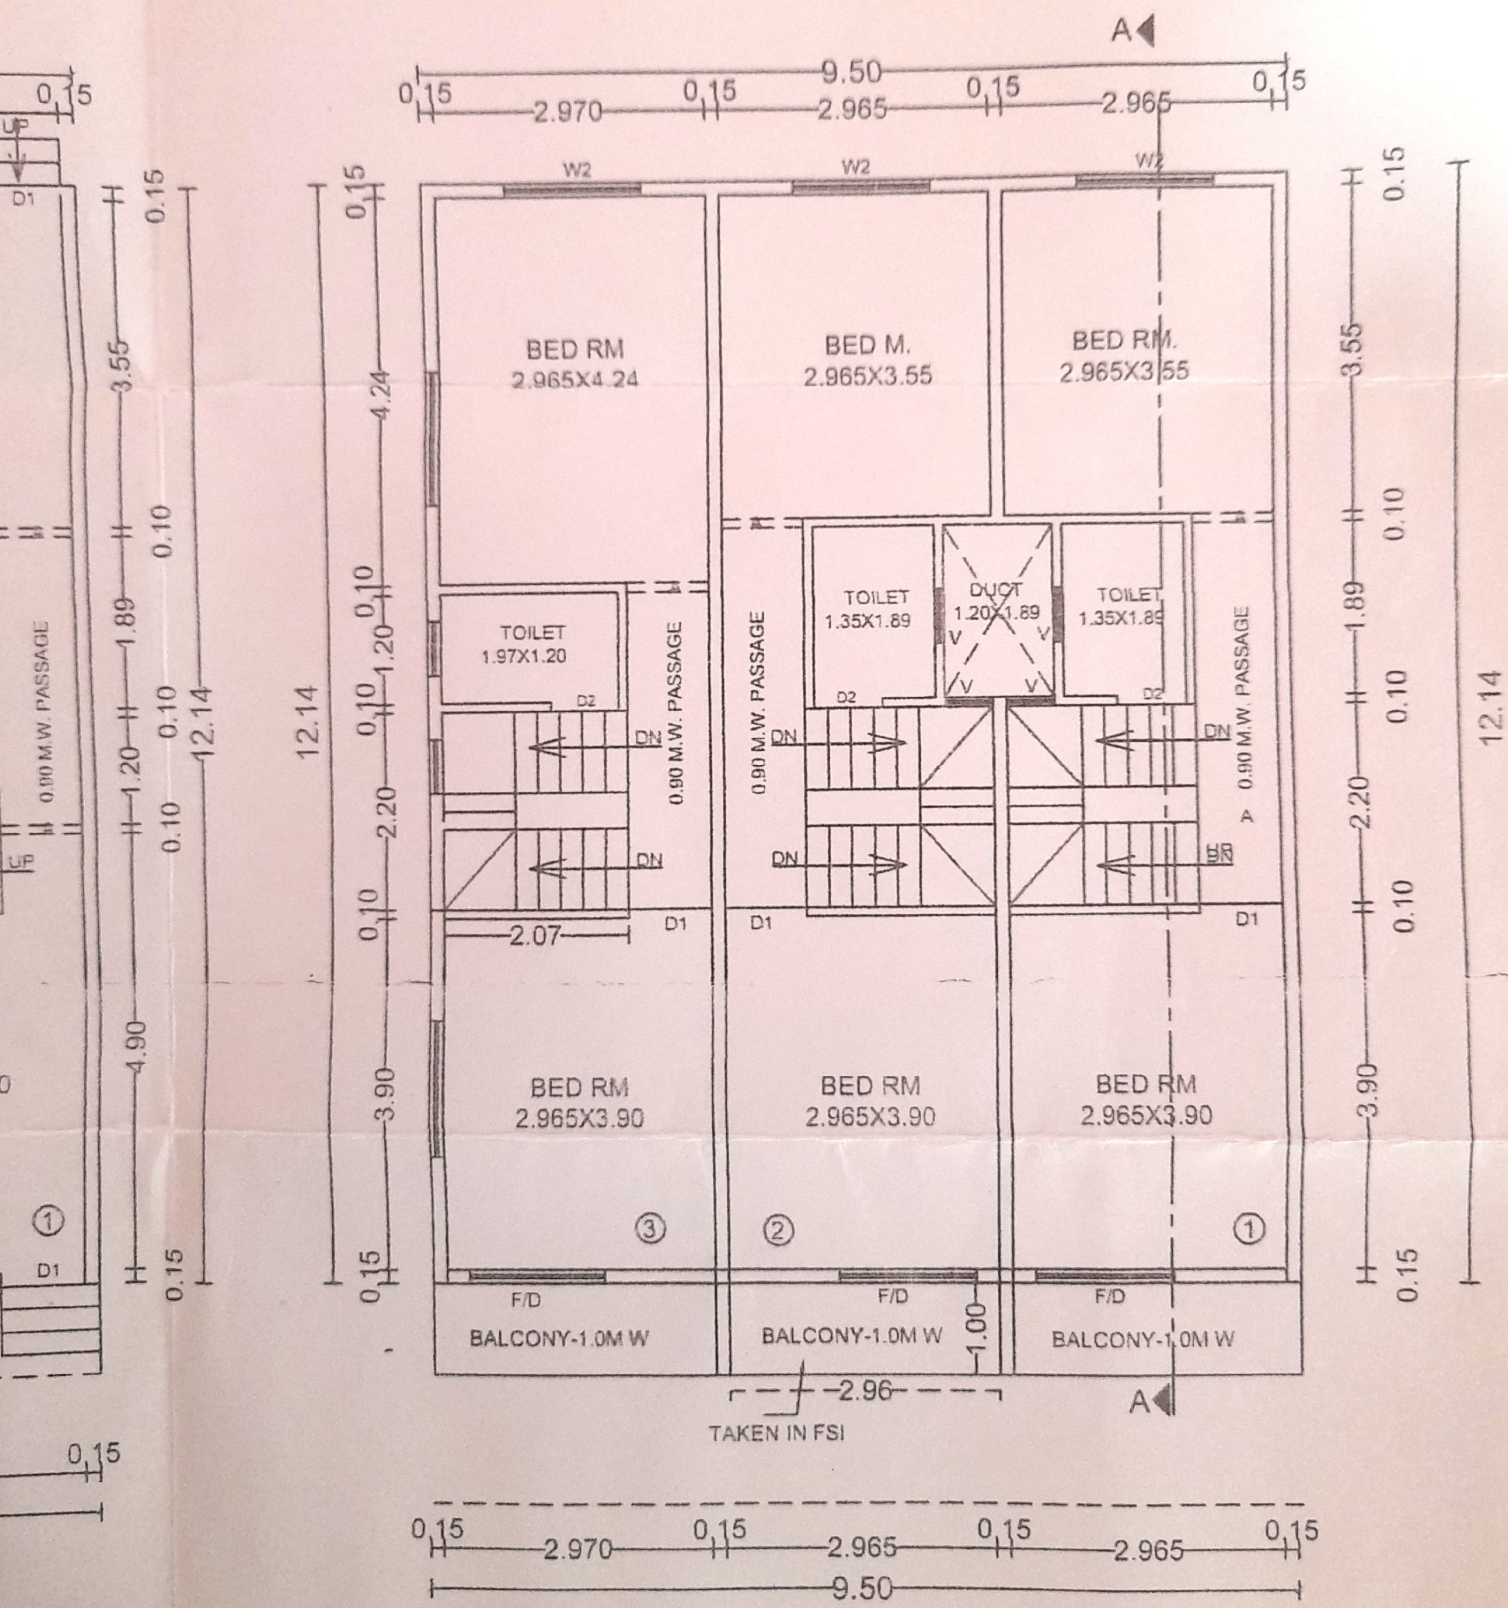 A
9.50
0,15
0,15
0,15
0,15
0,15
2.970
2.965
2.965
UP
D1
0.15
0,15
W2
W2
W2
0.15
3.55
4.24
BED RM
2.965X4.24
BED M.
2.965X3.55
BED RM.
2.965X3.55
3.55
0.10
0.10
0.10
1.89
TOILET
1.97X1.20
TOILET
1.35X1.89
DUCT
1.20X1.89
TOILET
1.35X1.89
1.89
V
V
V
V
1.20
0.90 M.W. PASSAGE
0.90 M.W. PASSAGE
0.90 M.W. PASSAGE
0.90 M.W. PASSAGE
0.10
12.14
12.14
0.10
D2
D2
D2
0.10
12.14
DN
DN
DN
1.20
2.20
2.20
0.10
A
UP
DN
DN
0.10
D1
D1
D1
0.10
2.07
4.90
3.90
BED RM
2.965X3.90
BED RM
2.965X3.90
BED RM
2.965X3.90
3.90
1
3
2
1
D1
0.15
0.15
0.15
F/D
F/D
F/D
BALCONY-1.0M W
BALCONY-1.0M W
1.00
BALCONY-1.0M W
2.96
A
TAKEN IN FSI
0,15
0,15
0,15
0,15
0,15
2.970
2.965
2.965
9.50